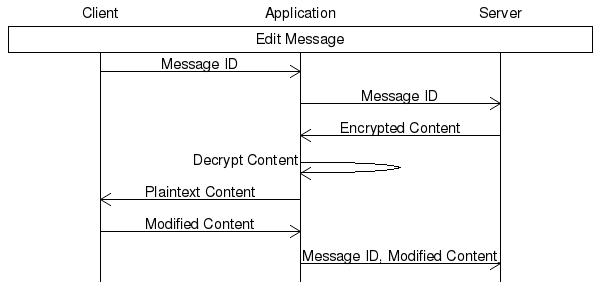 Client Application Server
Edit Message
Message ID
Message ID
Encrypted Content
Decrypt Content
Plaintext Content
Modified Content
Message ID, Modified Content